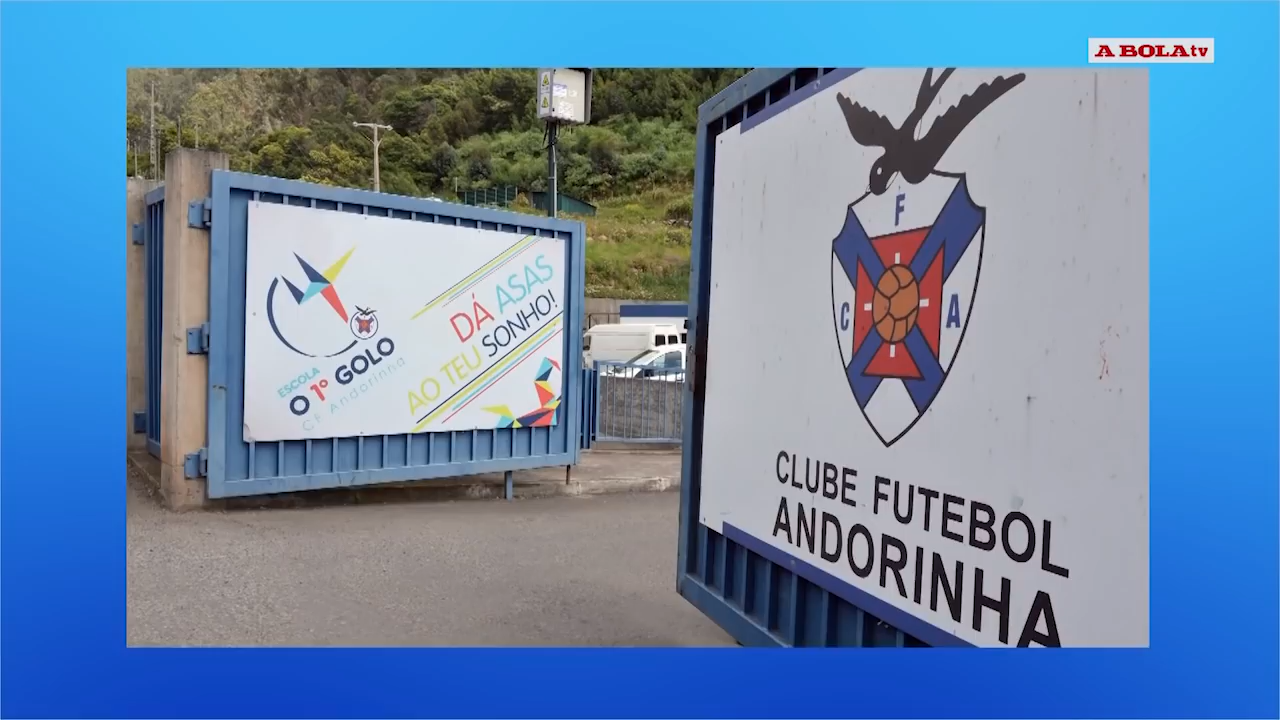 A BOLA tv
ESCOLA
O 1º GOLO
CF Andorinha
DÁ ASAS
AO TEU SONHO!
F
C A
CLUBE FUTEBOL
ANDORINHA